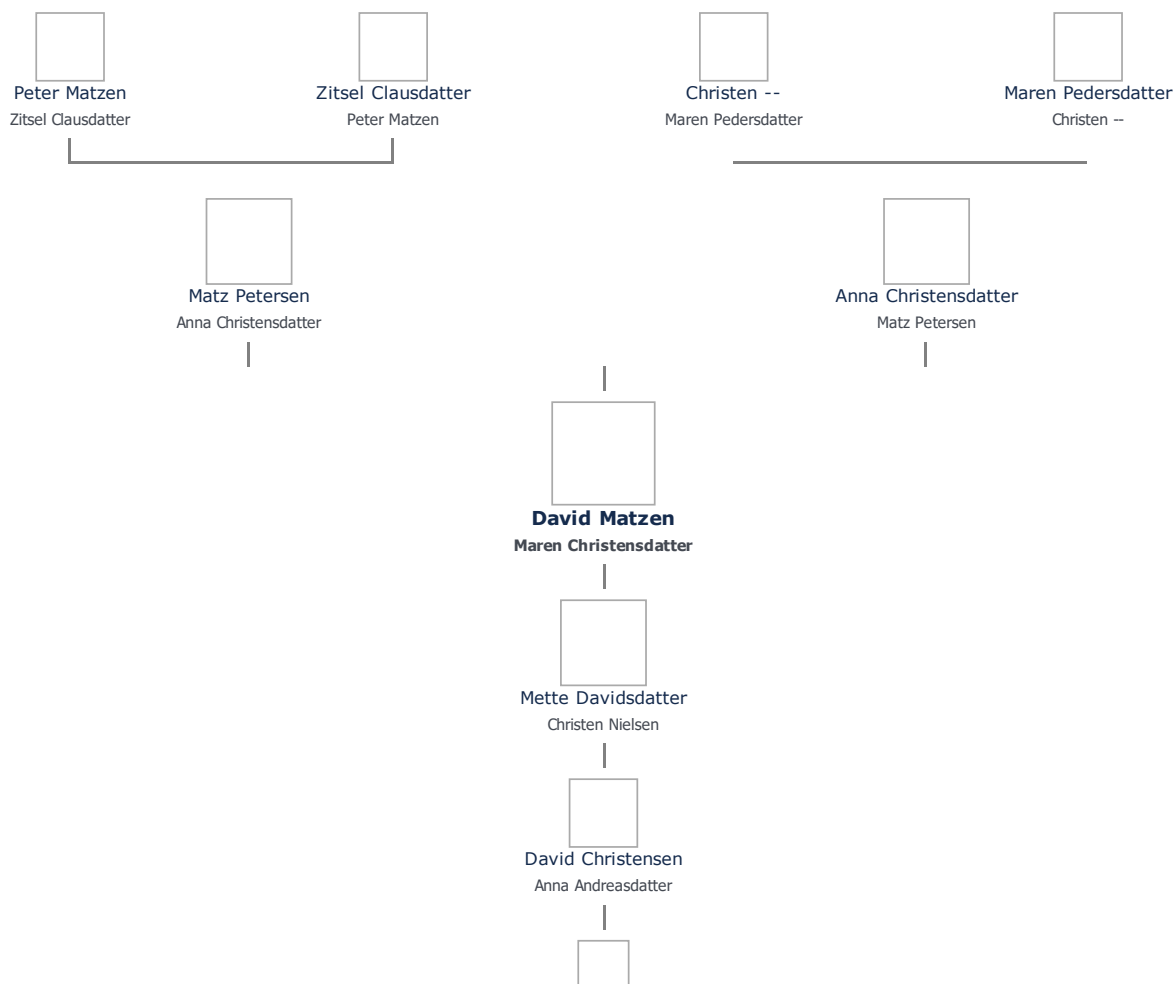 Peter Matzen
Zitsel Clausdatter
Zitsel Clausdatter
Peter Matzen
Christen --
Maren Pedersdatter
Maren Pedersdatter
Christen --
Matz Petersen
Anna Christensdatter
Anna Christensdatter
Matz Petersen
David Matzen
Maren Christensdatter
Mette Davidsdatter
Christen Nielsen
David Christensen
Anna Andreasdatter